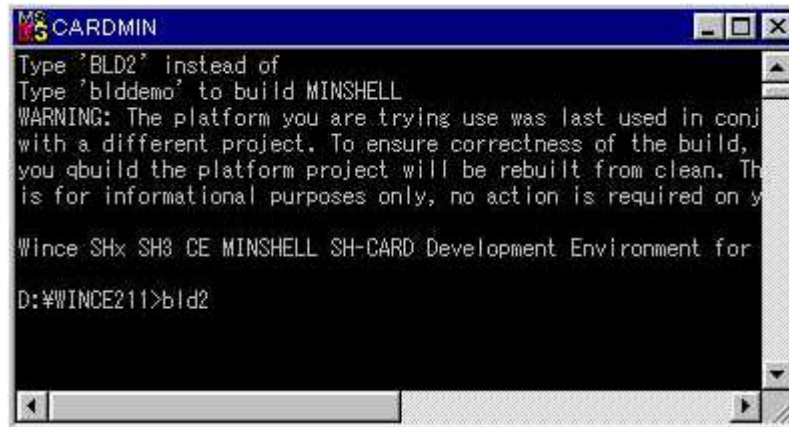 CARDMIN
Type 'BLD2' instead of
Type 'blddemo' to build MINSHELL
WARNING: The platform you are trying use was last used in conj
with a different project. To ensure correctness of the build,
you qbuild the platform project will be rebuilt from clean. Th
is for informational purposes only, no action is required on y
Wince SHx SH3 CE MINSHELL SH-CARD Development Environment for
D:¥WINCE211>bld2